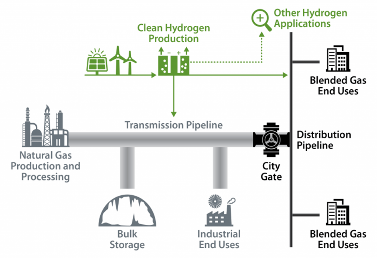 Clean Hydrogen
Production
Other Hydrogen
Applications
Blended Gas
End Uses
Transmission Pipeline
Natural Gas
Production and
Processing
City
Gate
Distribution
Pipeline
Bulk
Storage
Industrial
End Uses
Blended Gas
End Uses